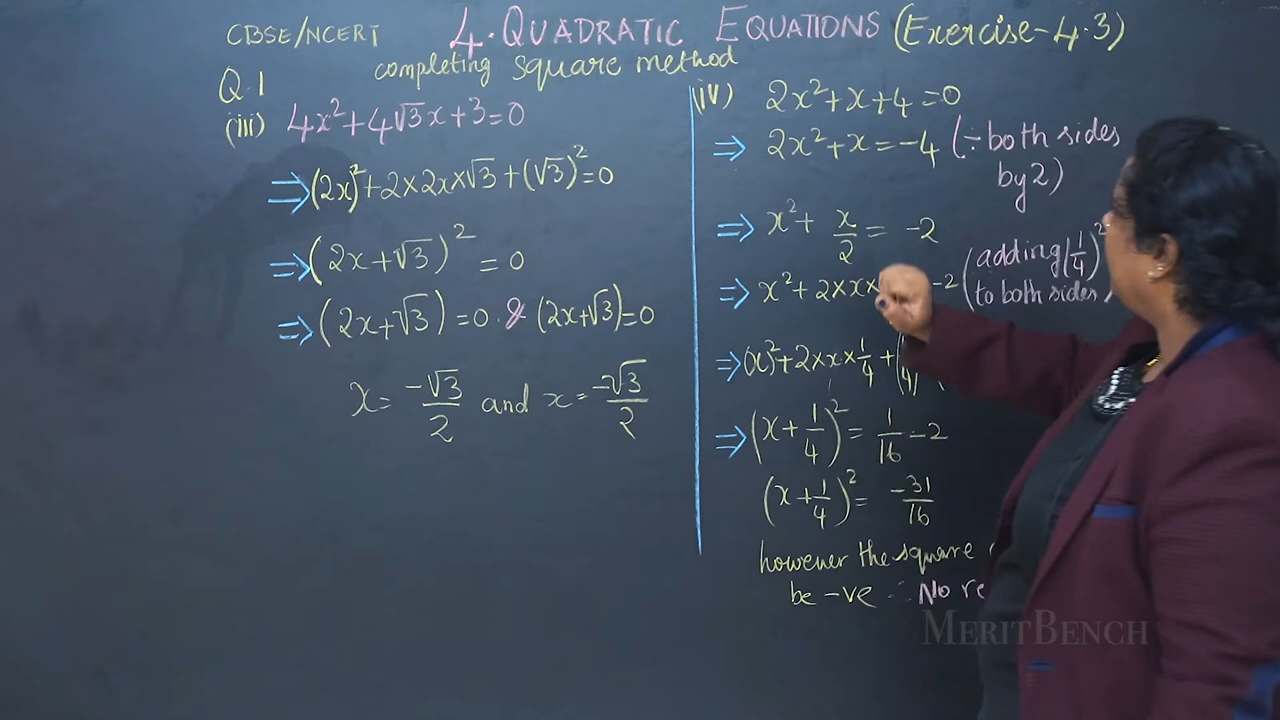 CBSE/NCERT 4. QUADRATIC EQUATIONS (Exercise-4.3)
completing square method
Q.1
(iii) 4x²+4√3x+3=0
⇒(2x)²+2×2x×√3+(√3)²=0
⇒(2x+√3)²=0
⇒(2x+√3)=0 & (2x+√3)=0
x=-√3/2 and x=-√3/2
(iv) 2x²+x+4=0
⇒ 2x²+x=-4 (÷both sides
by 2)
⇒ x²+x/2=-2
⇒ x²+2×x× -2 (adding(1/4)²
to both sides
⇒(x)²+2×x×1/4+
⇒(x+1/4)²=1/16-2
(x+1/4)²=-31/16
however the square
be -ve ∴ No
MERITBENCH